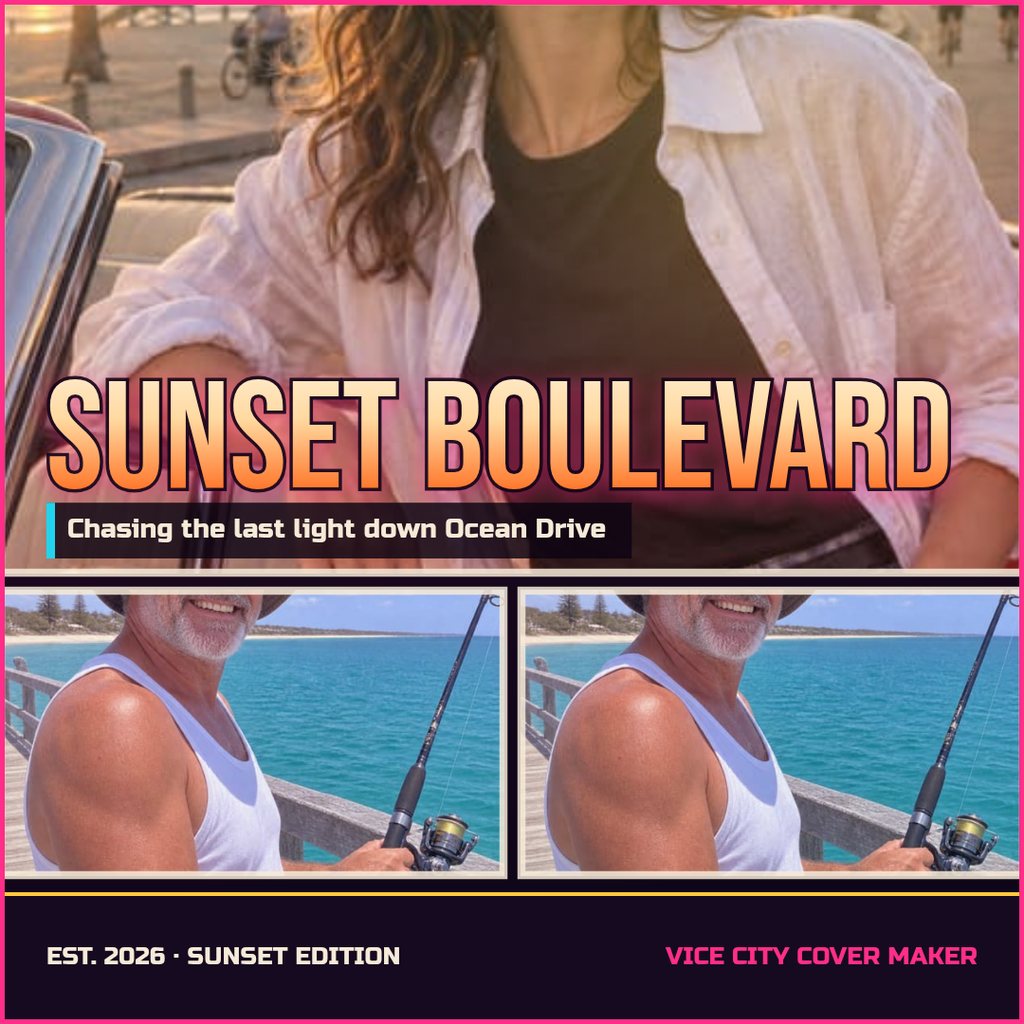 SUNSET BOULEVARD
Chasing the last light down Ocean Drive
EST. 2026 · SUNSET EDITION
VICE CITY COVER MAKER